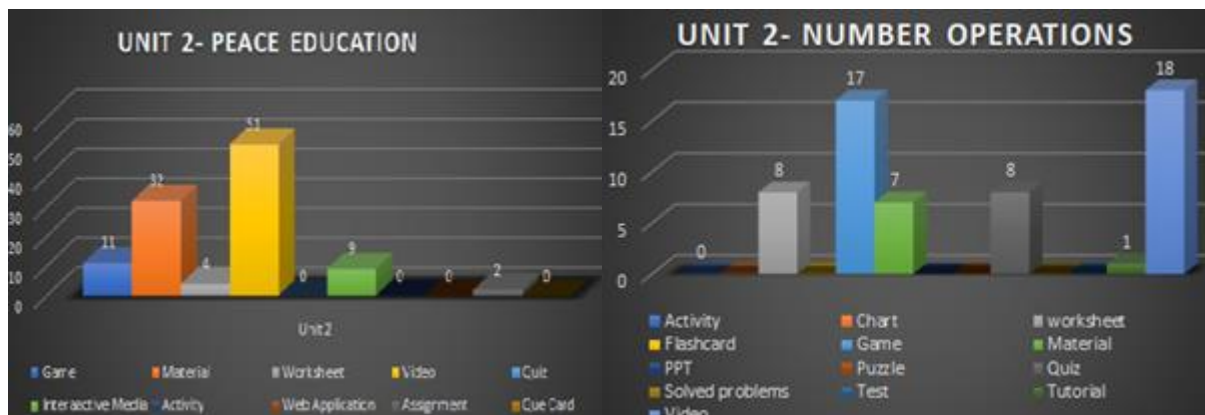 UNIT 2- PEACE EDUCATION
60
50
40
30
20
10
0
11
32
4
51
0
9
0
0
2
0
Unit2
Game Material Worksheet Video Quiz
Interasctive Media Activity Web Application Assignment Cue Card
UNIT 2- NUMBER OPERATIONS
20
15
10
5
0
0
8
17
7
8
1
18
Activity Chart worksheet
Flashcard Game Material
PPT Puzzle Quiz
Solved problems Test Tutorial
Video